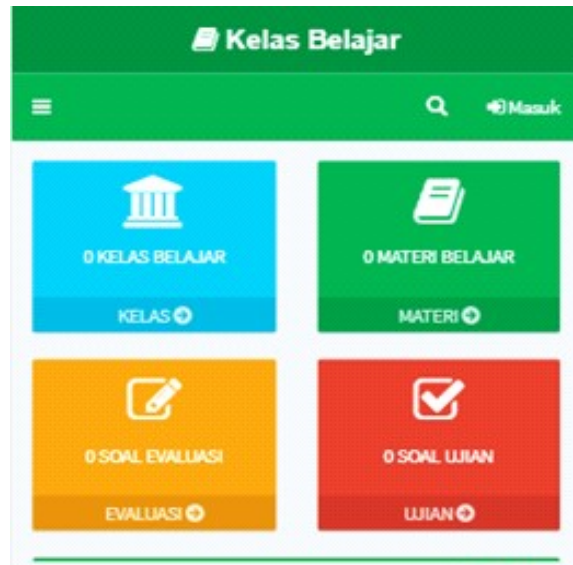 Kelas Belajar
Masuk
0 KELAS BELAJAR
0 MATERI BELAJAR
KELAS
MATERI
0 SOAL EVALUASI
0 SOAL UJIAN
EVALUASI
UJIAN